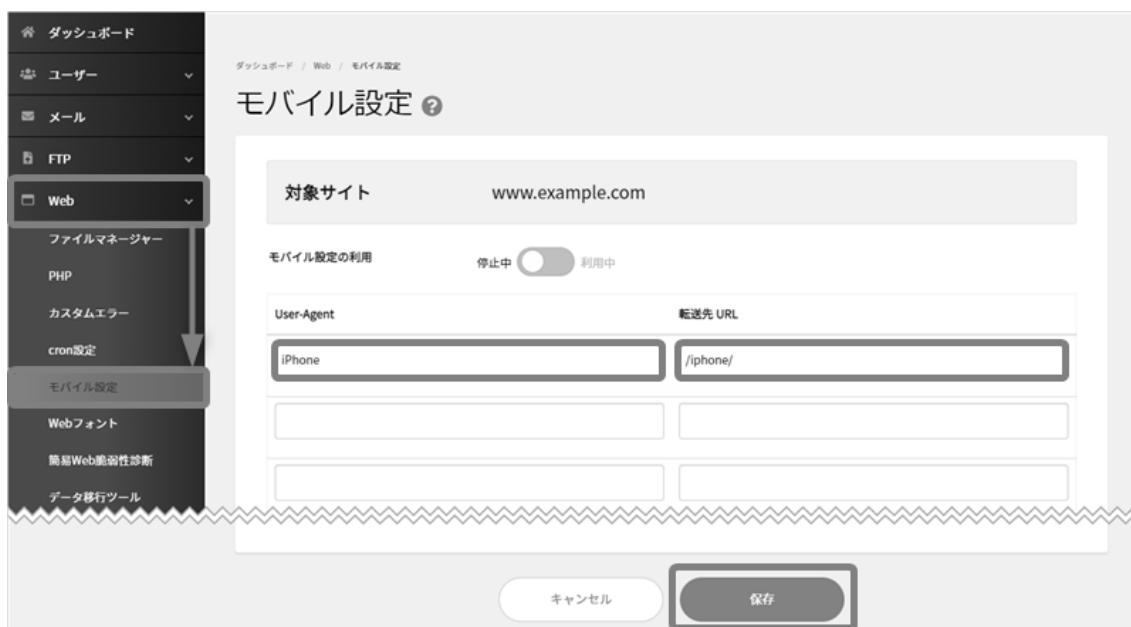 ダッシュボード
ユーザー
メール
FTP
Web
ファイルマネージャー
PHP
カスタムエラー
cron設定
モバイル設定
Webフォント
簡易Web脆弱性診断
データ移行ツール
ダッシュボード / Web / モバイル設定
モバイル設定 ?
対象サイト www.example.com
モバイル設定の利用 停止中 利用中
User-Agent 転送先 URL
iPhone /iphone/
キャンセル 保存